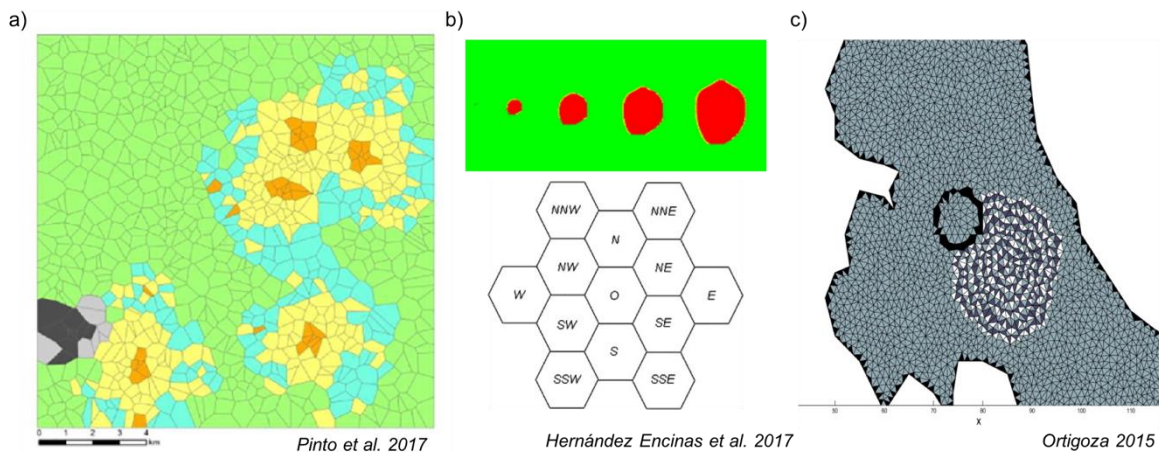 a)
0 1 2 3 4
km
Pinto et al. 2017
b)
NNW NNE
N
NW NE
W O E
SW SE
S
SSW SSE
Hernández Encinas et al. 2017
c)
50 60 70 80 90 100 110
X
Ortigoza 2015